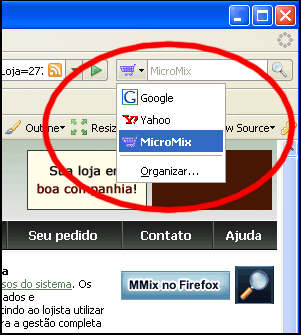 Loja=27
MicroMix
Google
Yahoo
MicroMix
Organizar...
Outline
Resiz
w Source
Sua loja em
boa companhia!
Seu pedido
Contato
Ajuda
a
sos do sistema. Os
ados e
tindo ao lojista utilizar
a gestão completa
MMix no Firefox